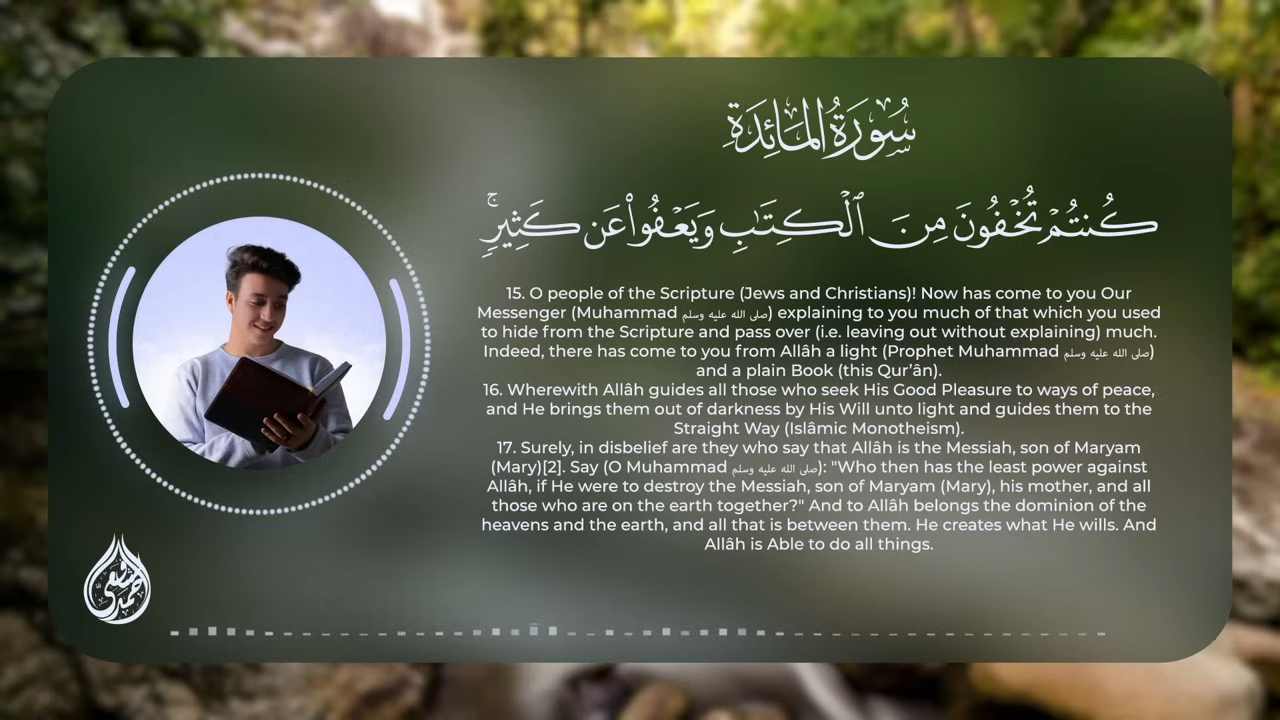 سُورَةُ المَائِدَة
كُنتُمْ تُخْفُونَ مِنَ ٱلْكِتَٰبِ وَيَعْفُوا۟ عَن كَثِيرٍۢ ۚ
15. O people of the Scripture (Jews and Christians)! Now has come to you Our
Messenger (Muhammad صلى الله عليه وسلم) explaining to you much of that which you used
to hide from the Scripture and pass over (i.e. leaving out without explaining) much.
Indeed, there has come to you from Allâh a light (Prophet Muhammad صلى الله عليه وسلم)
and a plain Book (this Qur’ân).
16. Wherewith Allâh guides all those who seek His Good Pleasure to ways of peace,
and He brings them out of darkness by His Will unto light and guides them to the
Straight Way (Islâmic Monotheism).
17. Surely, in disbelief are they who say that Allâh is the Messiah, son of Maryam
(Mary)[2]. Say (O Muhammad صلى الله عليه وسلم): "Who then has the least power against
Allâh, if He were to destroy the Messiah, son of Maryam (Mary), his mother, and all
those who are on the earth together?" And to Allâh belongs the dominion of the
heavens and the earth, and all that is between them. He creates what He wills. And
Allâh is Able to do all things.